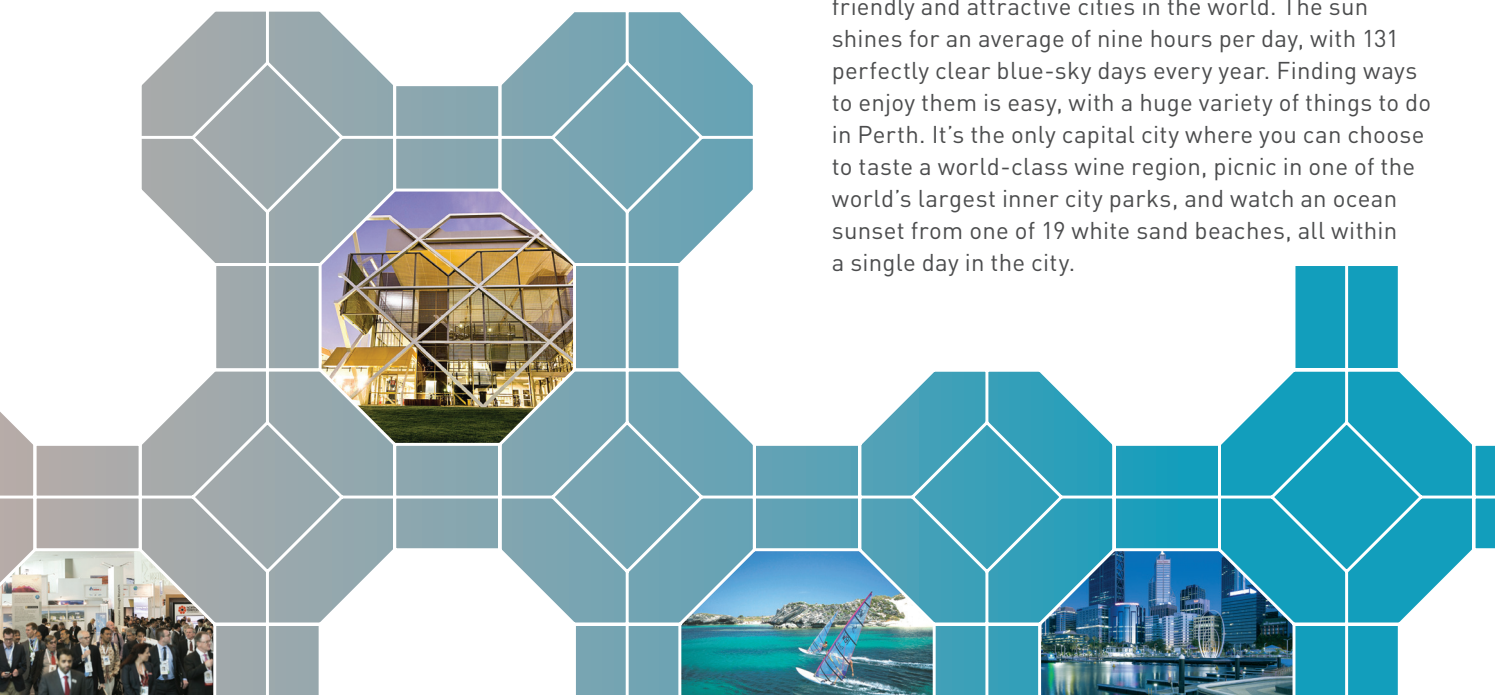 friendly and attractive cities in the world. The sun
shines for an average of nine hours per day, with 131
perfectly clear blue-sky days every year. Finding ways
to enjoy them is easy, with a huge variety of things to do
in Perth. It’s the only capital city where you can choose
to taste a world-class wine region, picnic in one of the
world’s largest inner city parks, and watch an ocean
sunset from one of 19 white sand beaches, all within
a single day in the city.